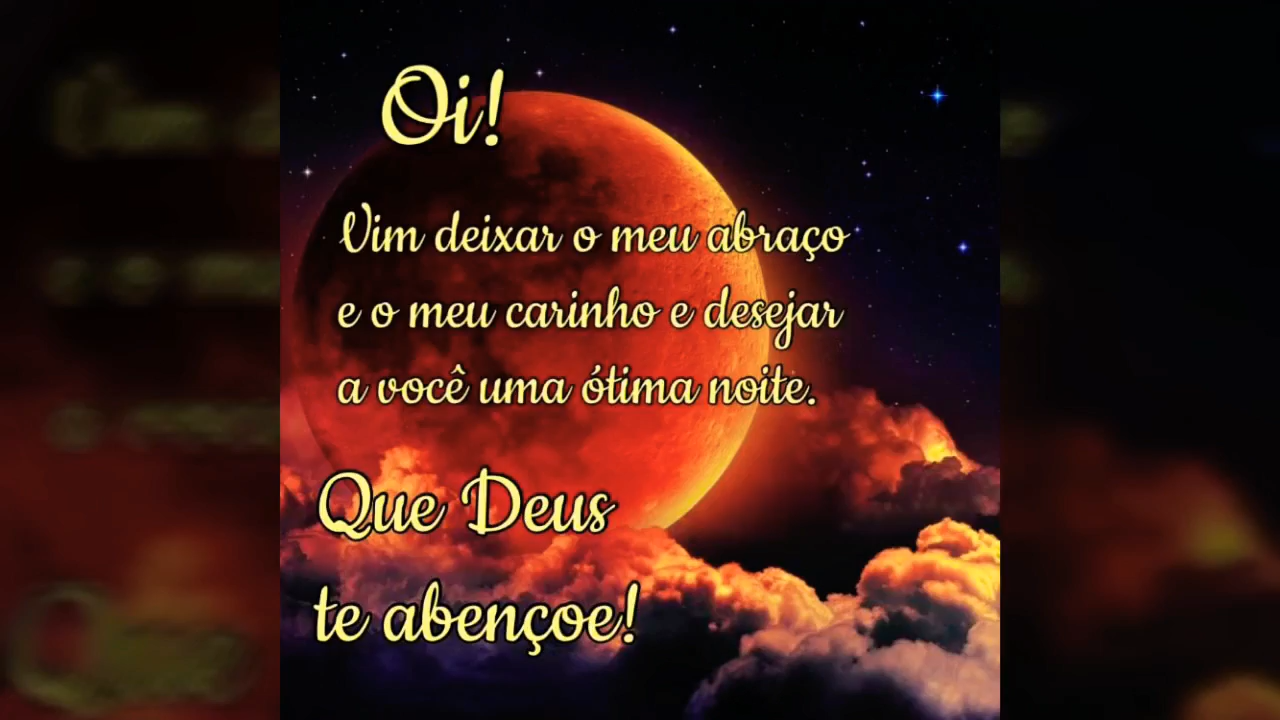 Oi!
Vim deixar o meu abraço
e o meu carinho e desejar
a você uma ótima noite.
Que Deus
te abençoe!